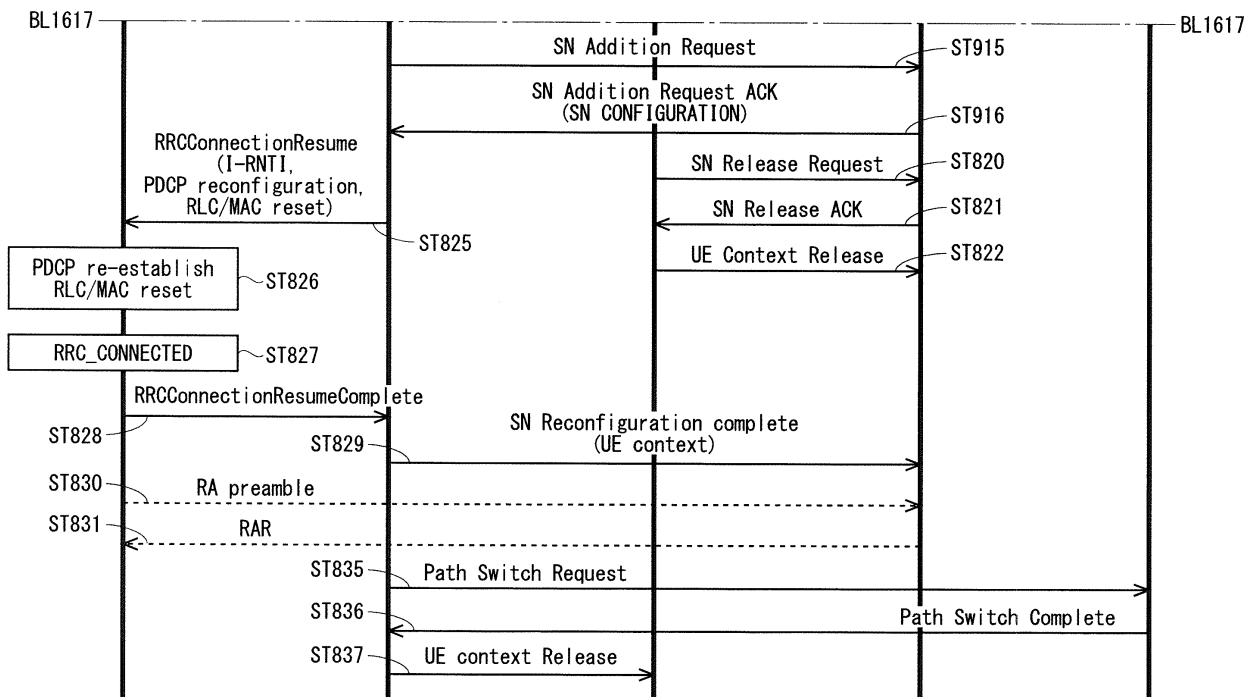 BL1617
BL1617
SN Addition Request
ST915
SN Addition Request ACK
(SN CONFIGURATION)
ST916
RRCConnectionResume
(I-RNTI,
PDCP reconfiguration,
RLC/MAC reset)
ST825
SN Release Request
ST820
SN Release ACK
ST821
UE Context Release
ST822
PDCP re-establish
RLC/MAC reset
ST826
RRC_CONNECTED
ST827
RRCConnectionResumeComplete
ST828
SN Reconfiguration complete
(UE context)
ST829
ST830
RA preamble
ST831
RAR
ST835
Path Switch Request
ST836
Path Switch Complete
ST837
UE context Release